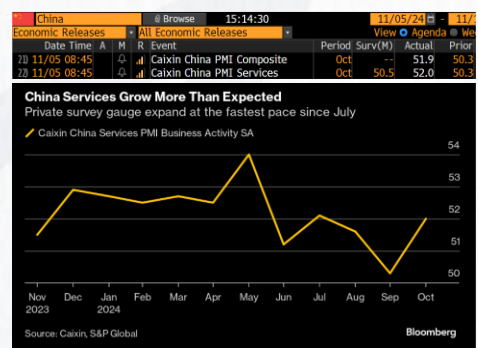 China Browse 15:14:30 11/05/24 - 11/
Economic Releases All Economic Releases View Agenda We
Date Time A M R Event Period Surv(M) Actual Prior
21) 11/05 08:45 Caixin China PMI Composite Oct -- 51.9 50.3
22) 11/05 08:45 Caixin China PMI Services Oct 50.5 52.0 50.3
China Services Grow More Than Expected
Private survey gauge expand at the fastest pace since July
Caixin China Services PMI Business Activity SA
54
53
52
51
50
Nov Dec Jan Feb Mar Apr May Jun Jul Aug Sep Oct
2023 2024
Source: Caixin, S&P Global Bloomberg